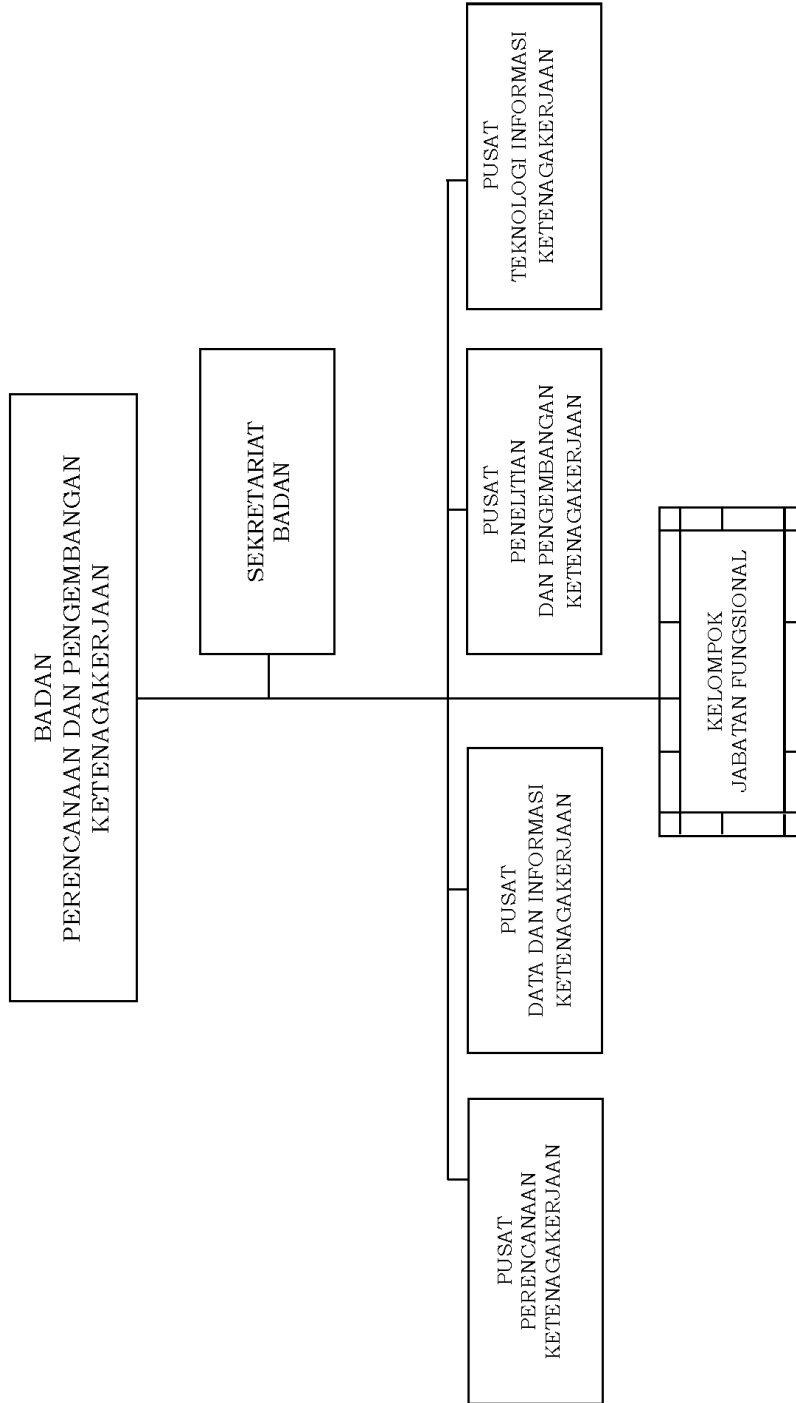 BADAN
PERENCANAAN DAN PENGEMBANGAN
KETENAGAKERJAAN
SEKRETARIAT
BADAN
PUSAT
PERENCANAAN
KETENAGAKERJAAN
PUSAT
DATA DAN INFORMASI
KETENAGAKERJAAN
PUSAT
PENELITIAN
DAN PENGEMBANGAN
KETENAGAKERJAAN
PUSAT
TEKNOLOGI INFORMASI
KETENAGAKERJAAN
KELOMPOK
JABATAN FUNGSIONAL